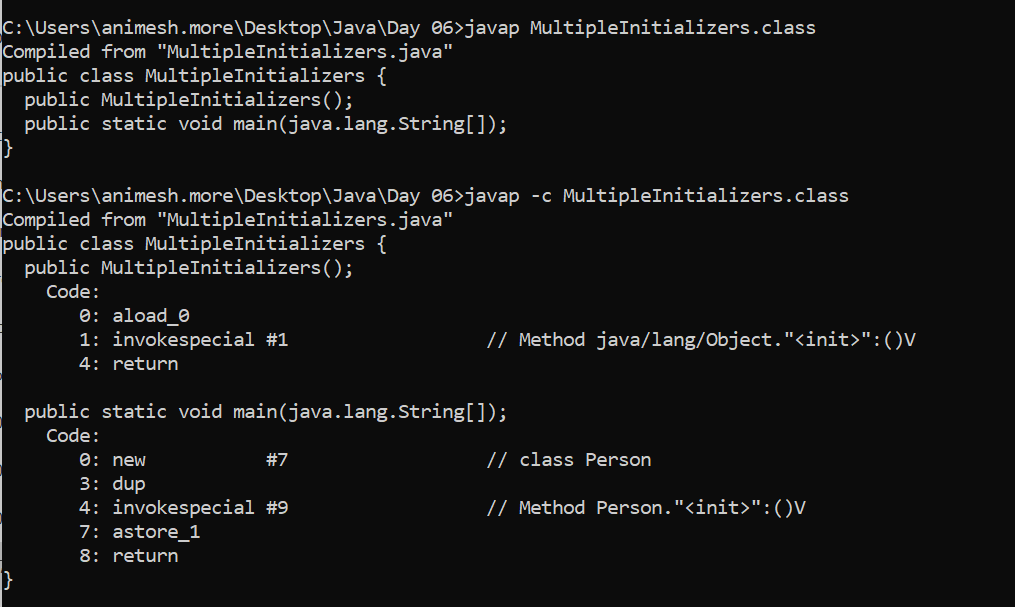 C:\Users\animesh.more\Desktop\Java\Day 06>javap MultipleInitializers.class
Compiled from "MultipleInitializers.java"
public class MultipleInitializers {
  public MultipleInitializers();
  public static void main(java.lang.String[]);
}

C:\Users\animesh.more\Desktop\Java\Day 06>javap -c MultipleInitializers.class
Compiled from "MultipleInitializers.java"
public class MultipleInitializers {
  public MultipleInitializers();
    Code:
       0: aload_0
       1: invokespecial #1                  // Method java/lang/Object."<init>":()V
       4: return

  public static void main(java.lang.String[]);
    Code:
       0: new           #7                  // class Person
       3: dup
       4: invokespecial #9                  // Method Person."<init>":()V
       7: astore_1
       8: return
}